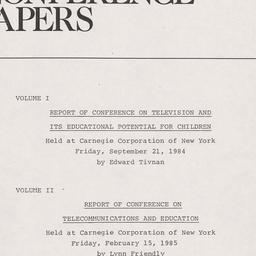 CONFERENCE
PAPERS
VOLUME I
REPORT OF CONFERENCE ON TELEVISION AND
ITS EDUCATIONAL POTENTIAL FOR CHILDREN
Held at Carnegie Corporation of New York
Friday, September 21, 1984
by Edward Tivnan
VOLUME II
REPORT OF CONFERENCE ON
TELECOMMUNICATIONS AND EDUCATION
Held at Carnegie Corporation of New York
Friday, February 15, 1985
by Lynn Friendly